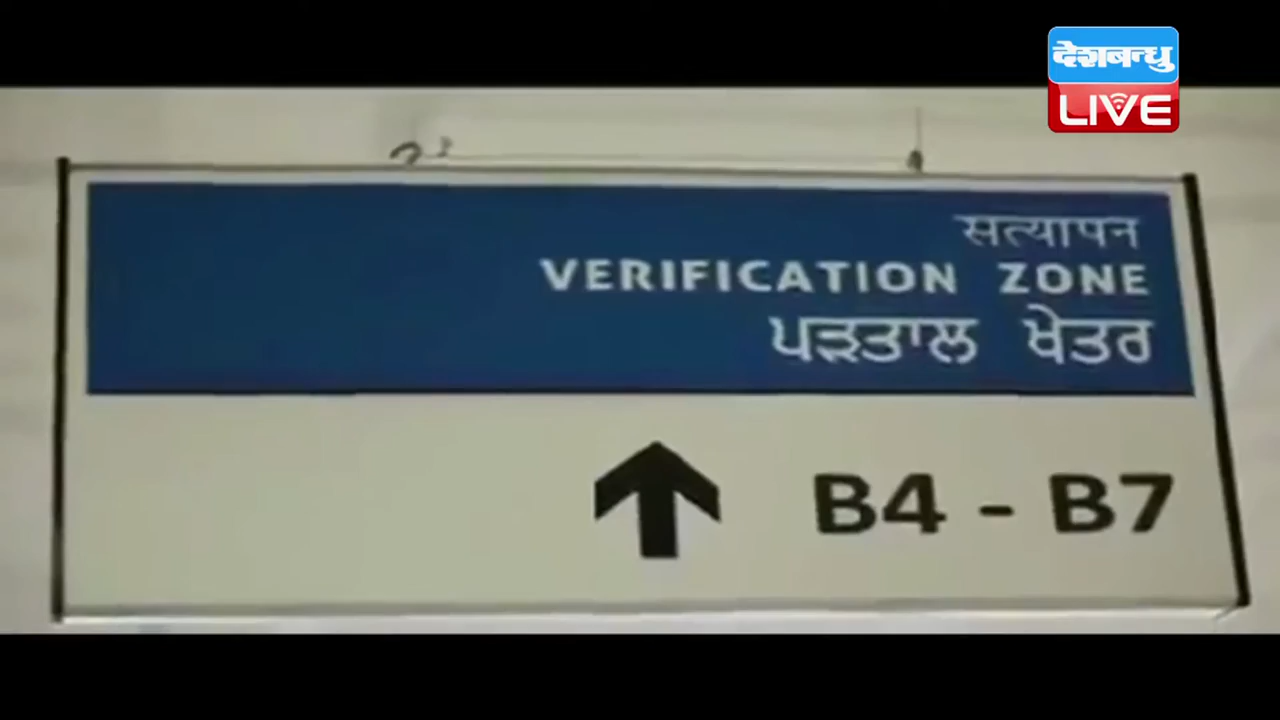 देशबन्धु
LIVE
सत्यापन
VERIFICATION ZONE
ਪੜਤਾਲ ਖੇਤਰ
B4 - B7